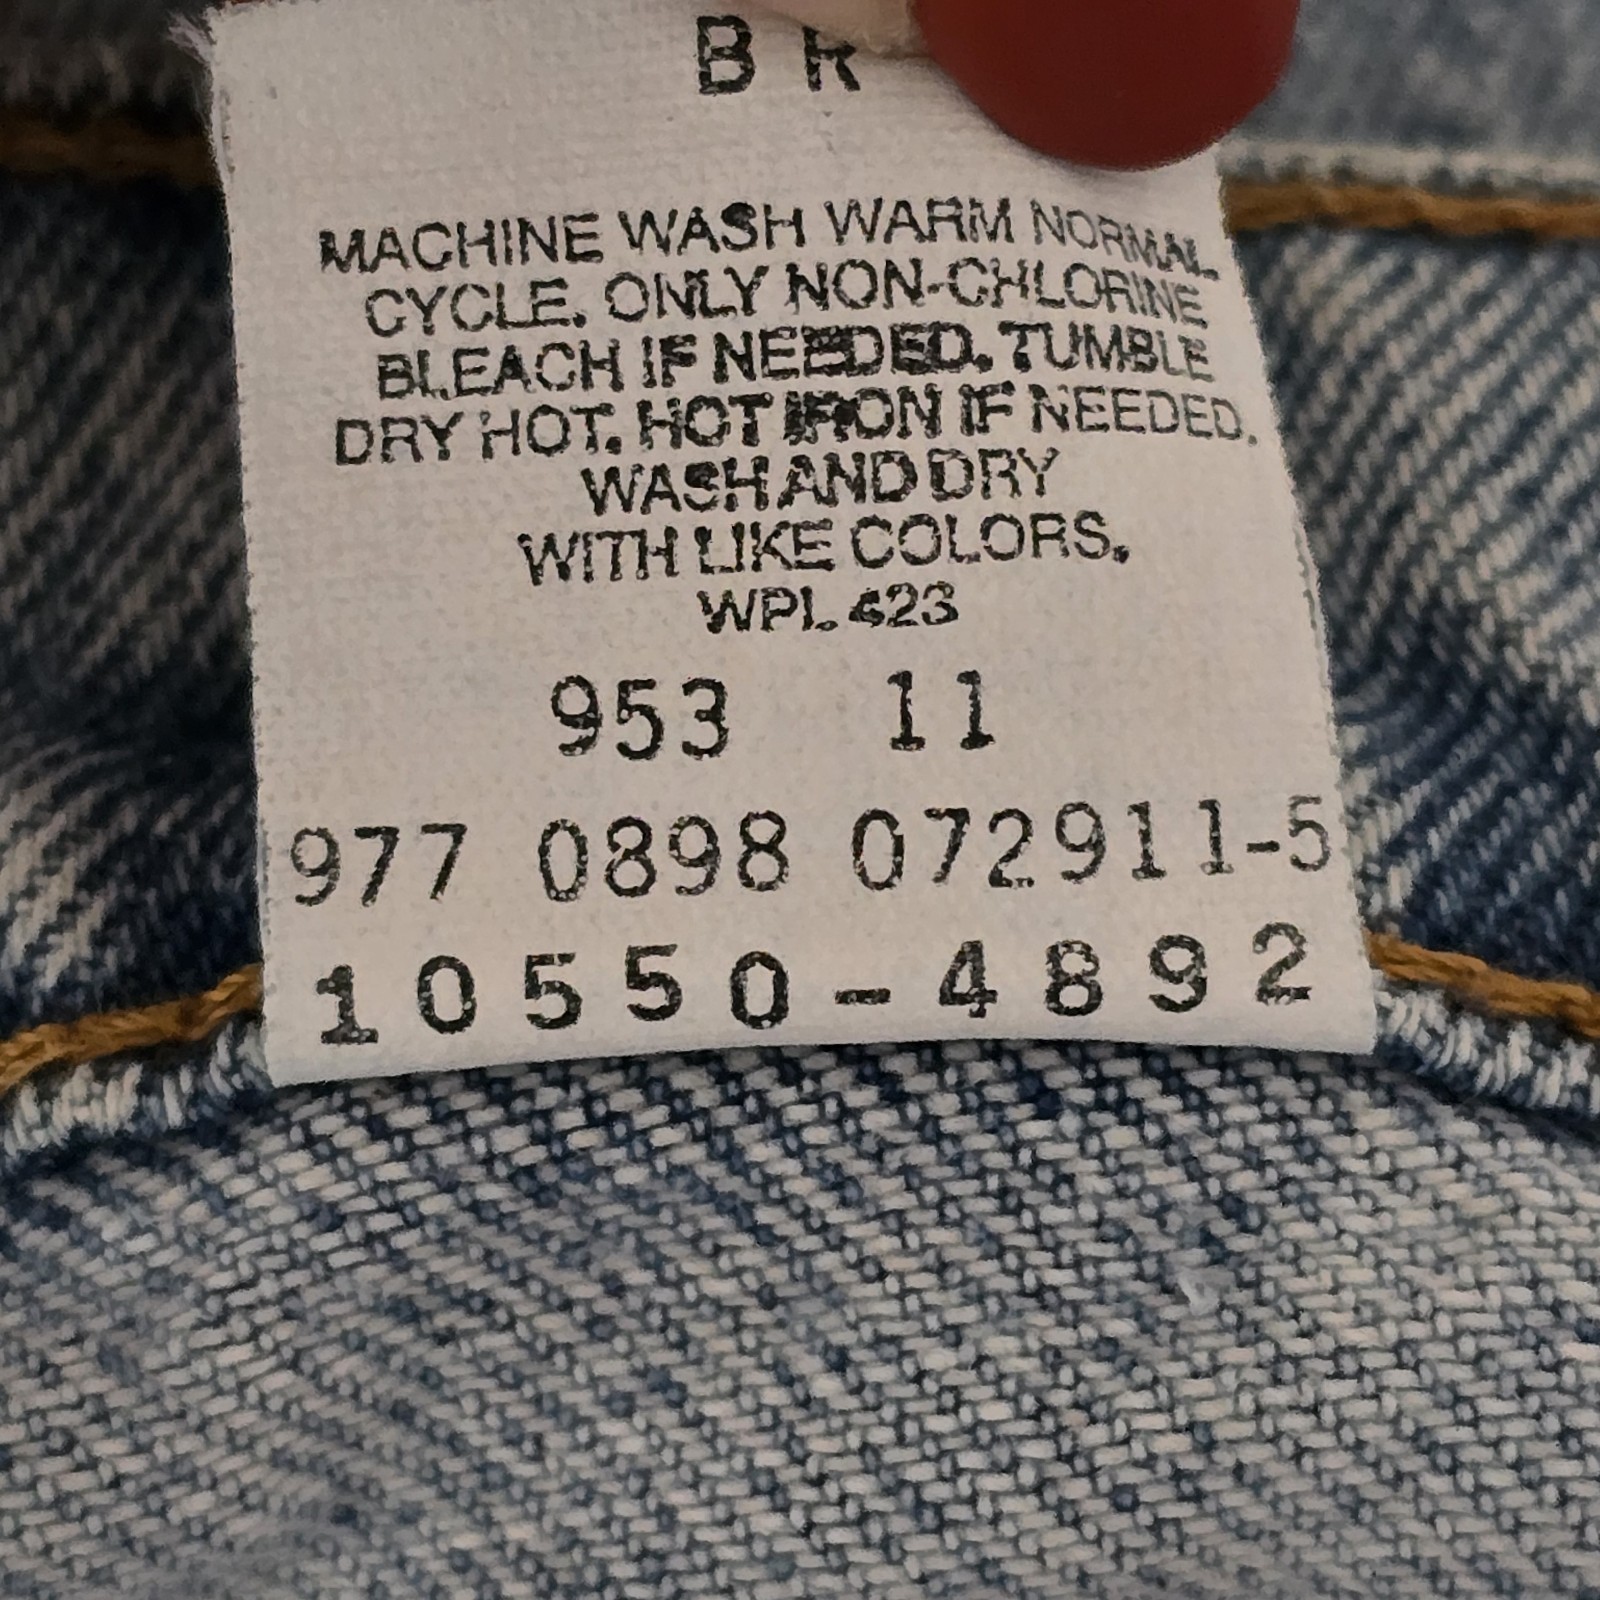 B R
MACHINE WASH WARM NORMAL
CYCLE. ONLY NON-CHLORINE
BLEACH IF NEEDED. TUMBLE
DRY HOT. HOT IRON IF NEEDED.
WASH AND DRY
WITH LIKE COLORS.
WPL 423
953 11
977 0898 072911-5
10550-4892